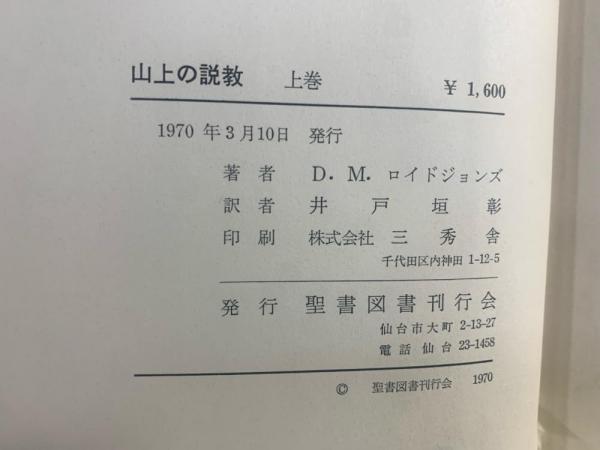 山上の説教 上巻 ¥ 1,600
1970 年3月10日 発行
著者 D. M. ロイドジョンズ
訳者 井戸垣彰
印刷 株式会社 三秀舎
千代田区内神田 1-12-5
発行 聖書図書刊行会
仙台市大町 2-13-27
電話 仙台 23-1458
© 聖書図書刊行会 1970